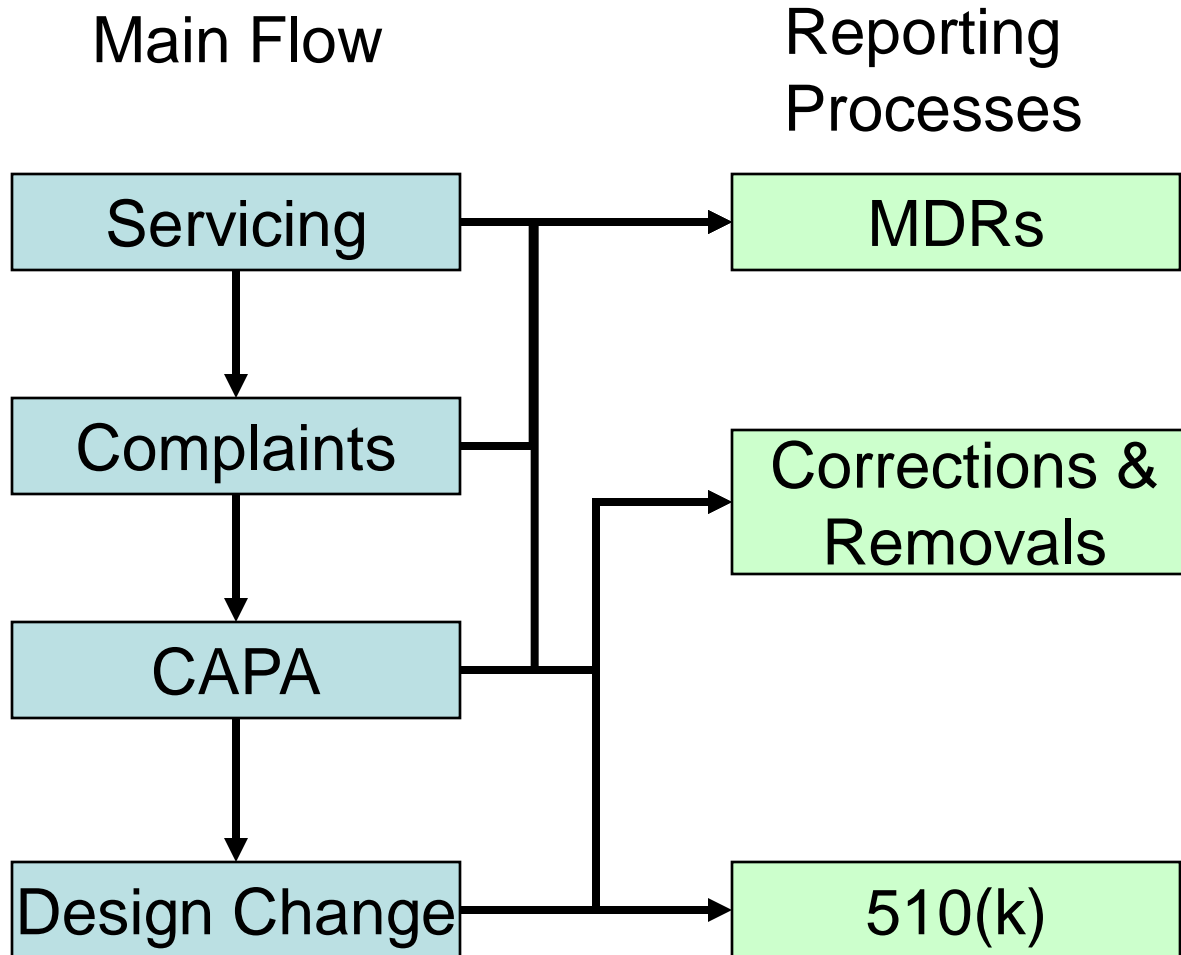 Main Flow
Reporting
Processes
Servicing
MDRs
Complaints
Corrections &
Removals
CAPA
Design Change
510(k)